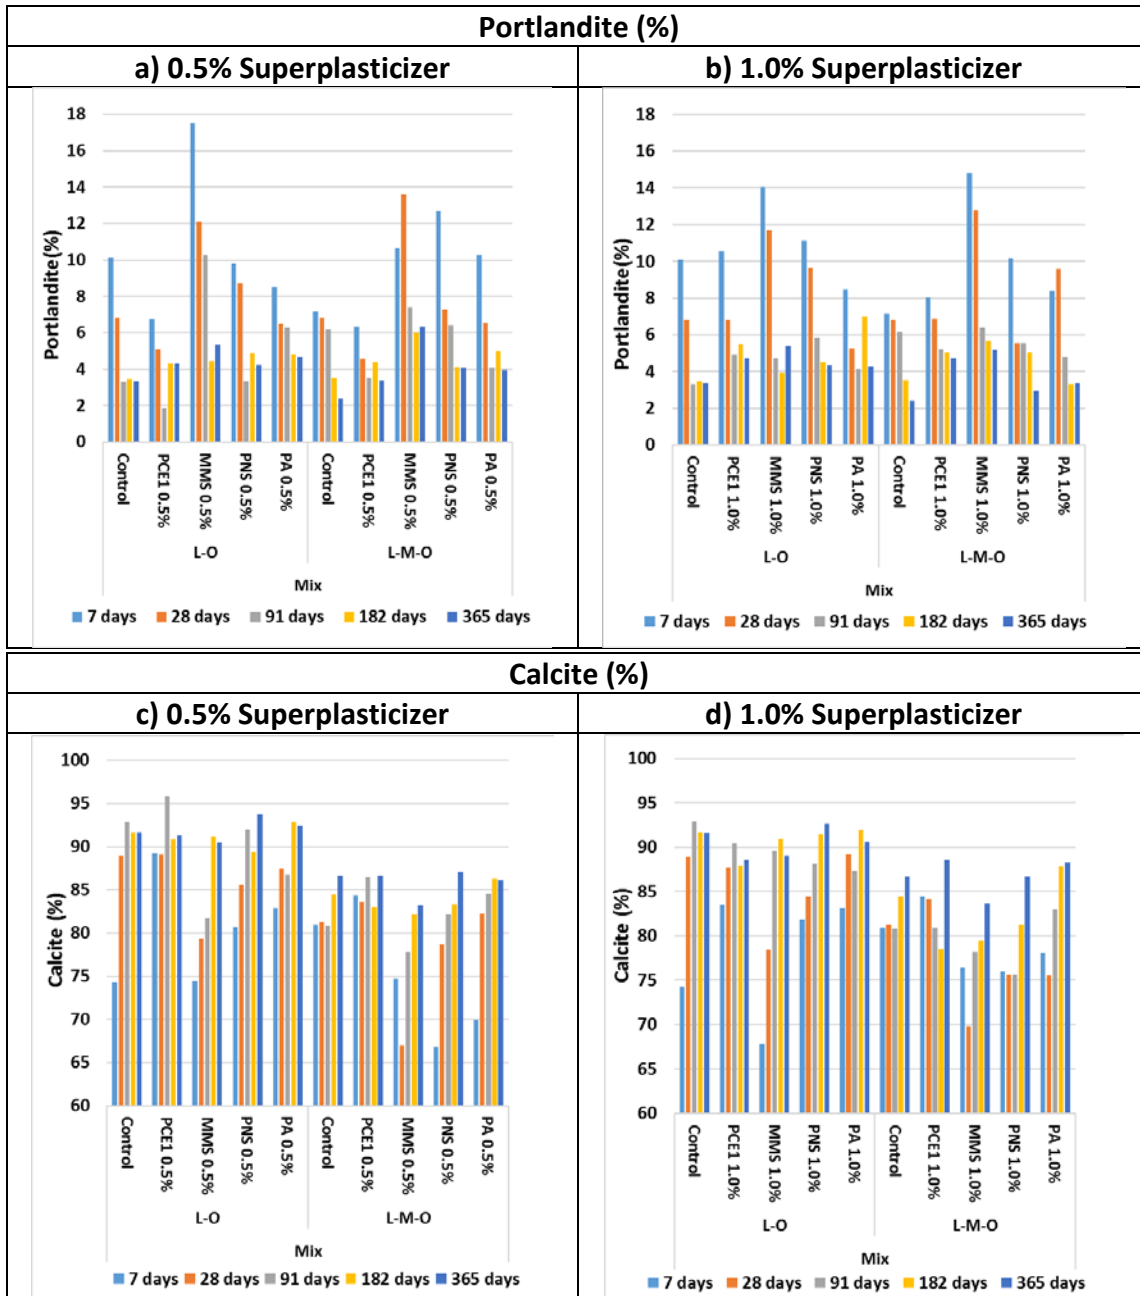 Portlandite (%)
a) 0.5% Superplasticizer
b) 1.0% Superplasticizer
18
16
14
12
10
8
6
4
2
0
Portlandite(%)
Control
PCE1 0.5%
MMS 0.5%
PNS 0.5%
PA 0.5%
Control
PCE1 0.5%
MMS 0.5%
PNS 0.5%
PA 0.5%
L-O
L-M-O
Mix
7 days 28 days 91 days 182 days 365 days
18
16
14
12
10
8
6
4
2
0
Portlandite (%)
Control
PCE1 1.0%
MMS 1.0%
PNS 1.0%
PA 1.0%
Control
PCE1 1.0%
MMS 1.0%
PNS 1.0%
PA 1.0%
L-O
L-M-O
Mix
7 days 28 days 91 days 182 days 365 days
Calcite (%)
c) 0.5% Superplasticizer
d) 1.0% Superplasticizer
100
95
90
85
80
75
70
65
60
Calcite (%)
Control
PCE1 0.5%
MMS 0.5%
PNS 0.5%
PA 0.5%
Control
PCE1 0.5%
MMS 0.5%
PNS 0.5%
PA 0.5%
L-O
L-M-O
Mix
7 days 28 days 91 days 182 days 365 days
100
95
90
85
80
75
70
65
60
Calcite (%)
Control
PCE1 1.0%
MMS 1.0%
PNS 1.0%
PA 1.0%
Control
PCE1 1.0%
MMS 1.0%
PNS 1.0%
PA 1.0%
L-O
L-M-O
Mix
7 days 28 days 91 days 182 days 365 days